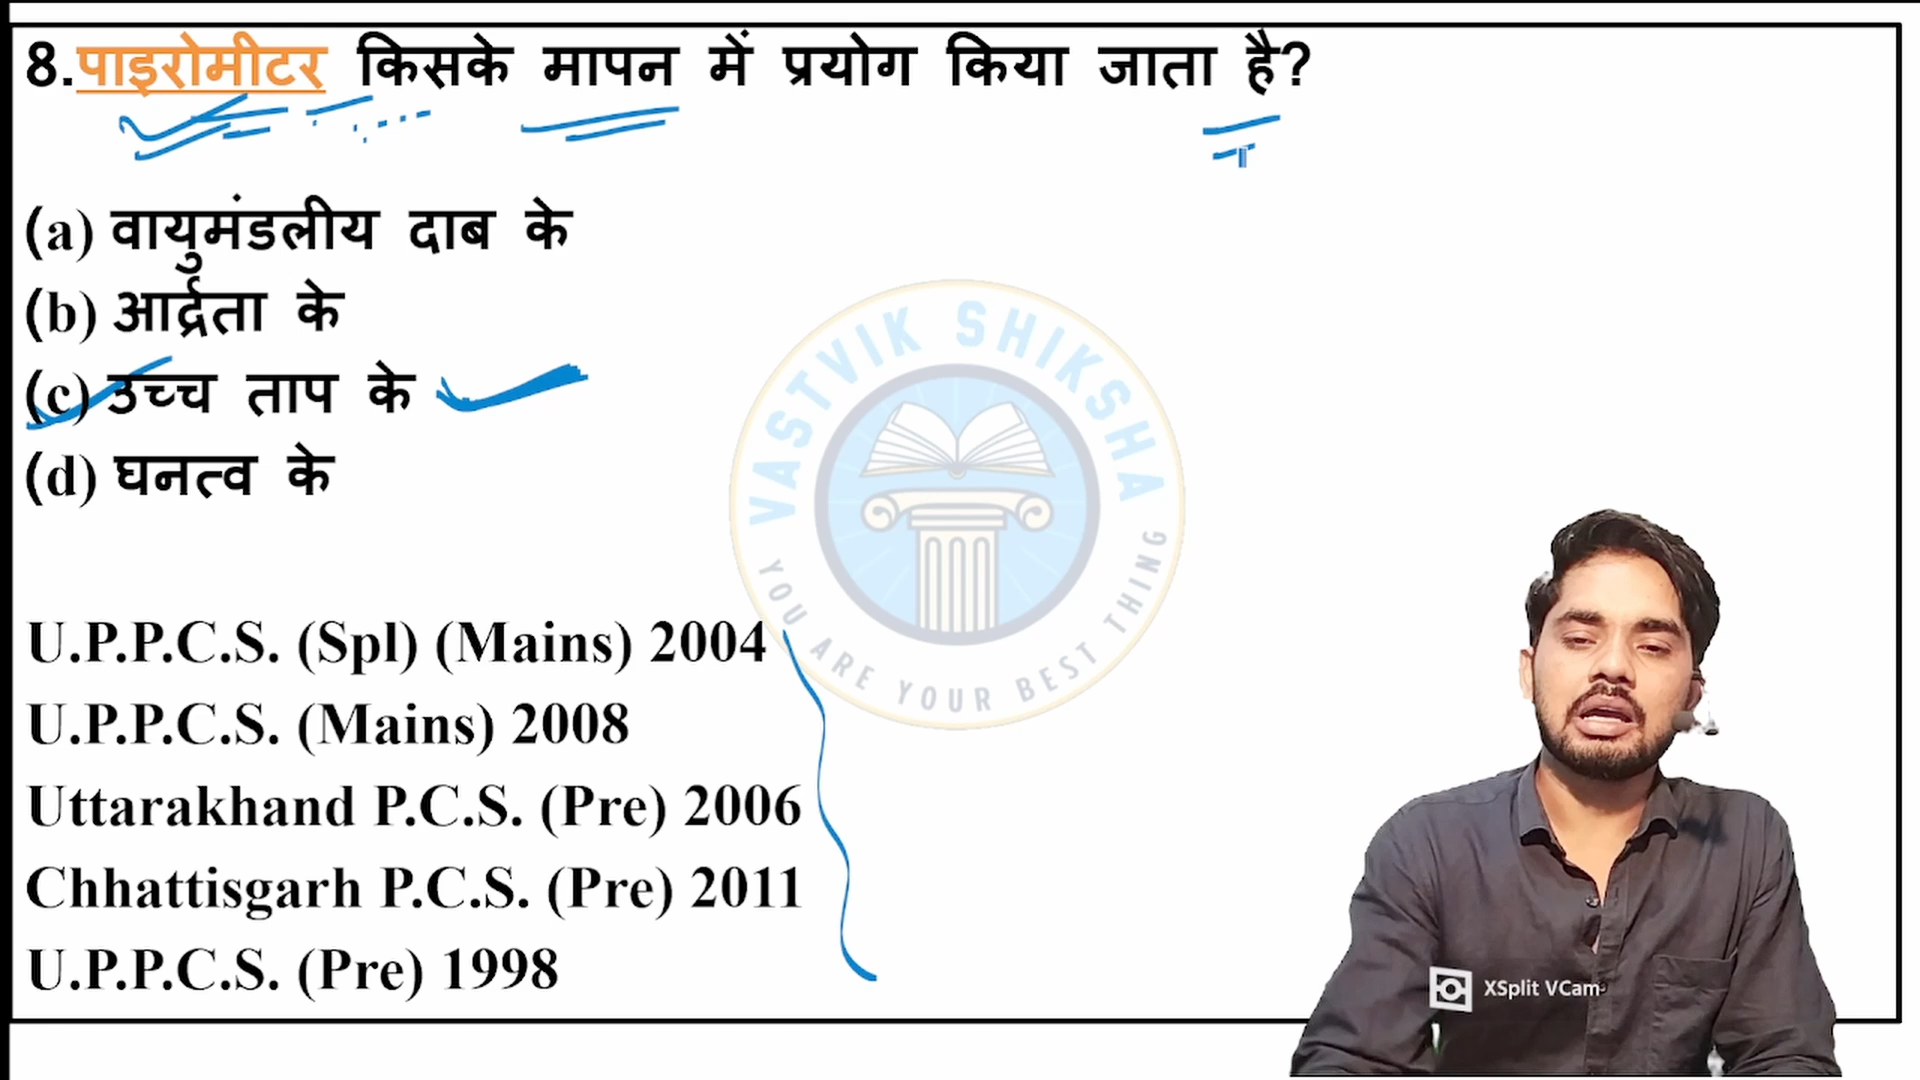 8.पाइरोमीटर किसके मापन में प्रयोग किया जाता है?
(a) वायुमंडलीय दाब के
(b) आर्द्रता के
(c) उच्च ताप के
(d) घनत्व के
VASTVIK SHIKSHA
YOU ARE YOUR BEST THING
U.P.P.C.S. (Spl) (Mains) 2004
U.P.P.C.S. (Mains) 2008
Uttarakhand P.C.S. (Pre) 2006
Chhattisgarh P.C.S. (Pre) 2011
U.P.P.C.S. (Pre) 1998
XSplit VCam